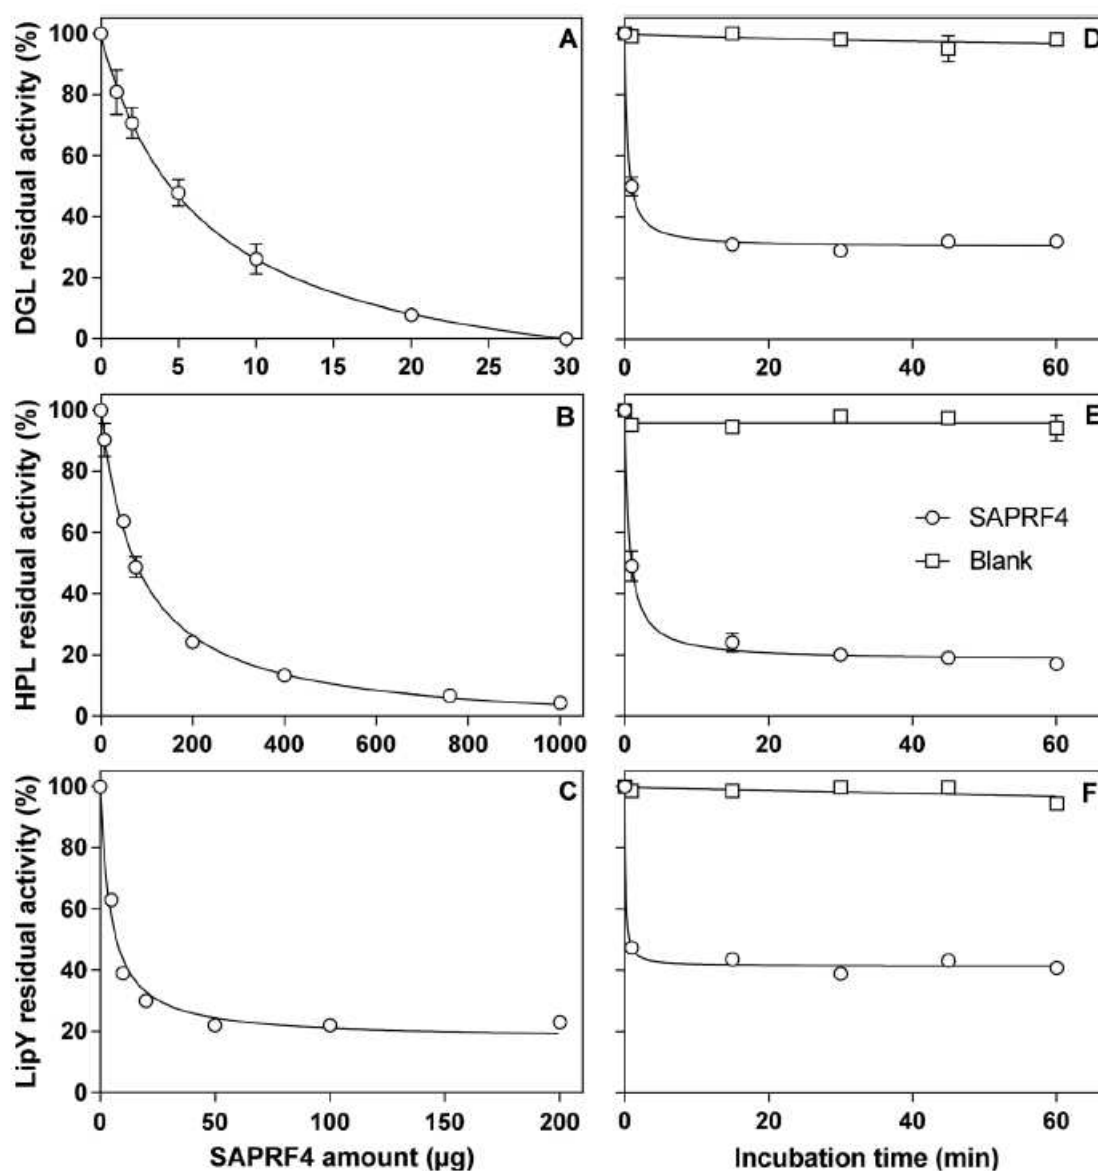 DGL residual activity (%)
100
80
60
40
20
0
A
0 5 10 15 20 25 30
D
0 20 40 60
HPL residual activity (%)
100
80
60
40
20
0
B
0 200 400 600 800 1000
E
SAPRF4
Blank
0 20 40 60
LipY residual activity (%)
100
80
60
40
20
0
C
0 50 100 150 200
SAPRF4 amount (µg)
F
0 20 40 60
Incubation time (min)